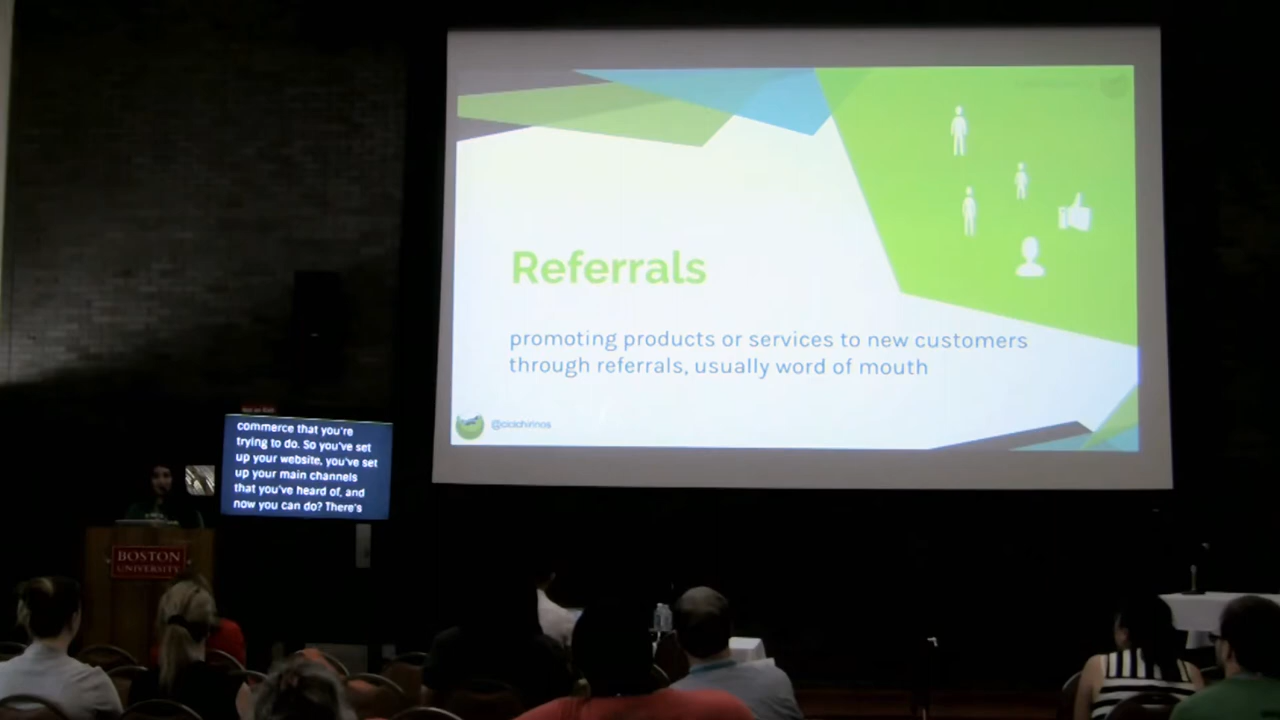 Referrals
promoting products or services to new customers
through referrals, usually word of mouth
@cicichirinos
commerce that you're
trying to do. So you've set
up your website, you've set
up your main channels
that you've heard of, and
now you can do? There's
BOSTON
UNIVERSITY